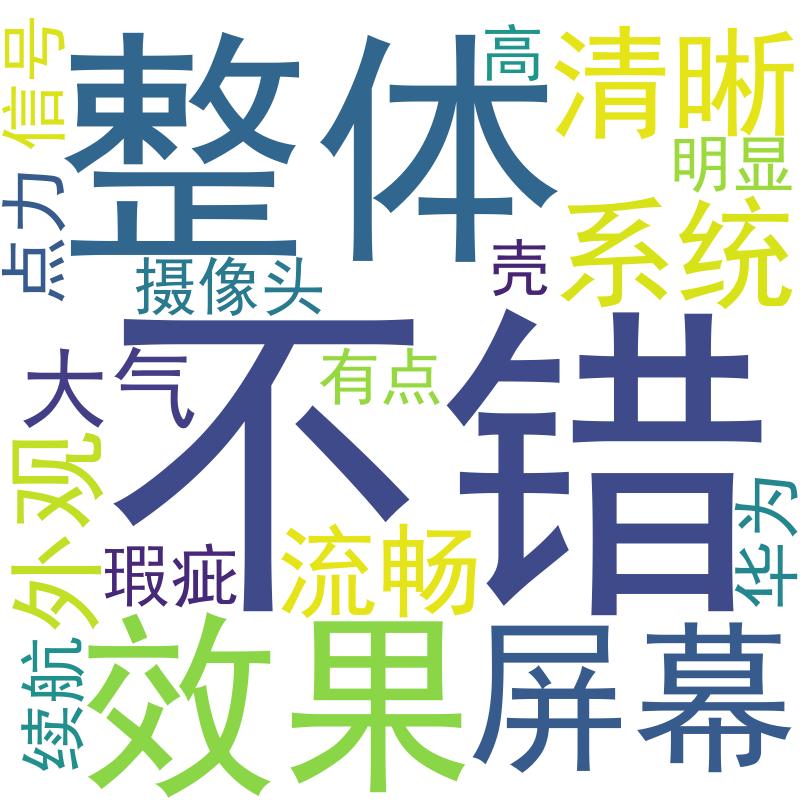 整体
高
清晰
信号
明显
点力
系统
摄像头
壳
不错
大气
有点
外观
华为
瑕疵
流畅
续航
效果
屏幕